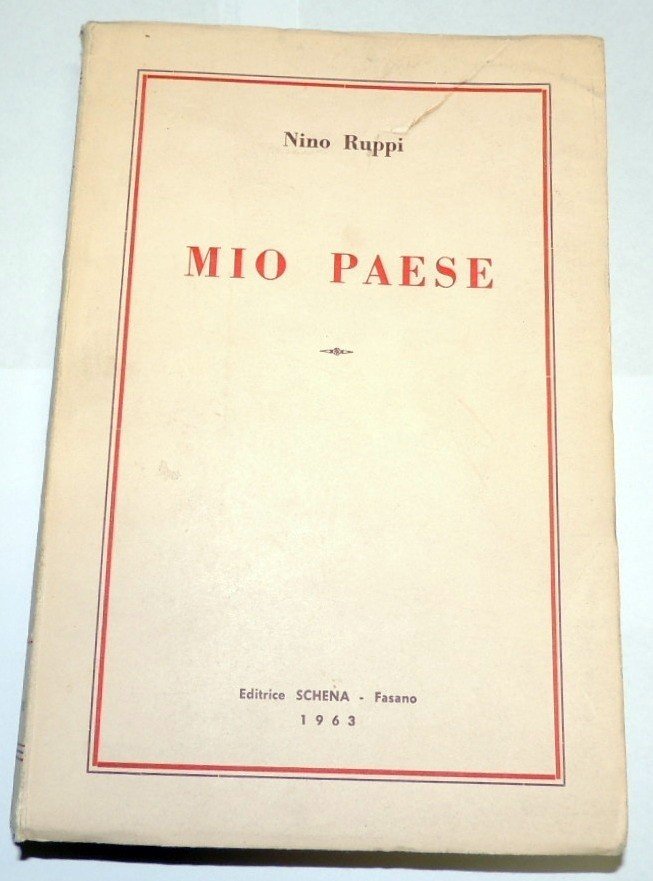 Nino Ruppi
MIO PAESE
Editrice SCHENA - Fasano
1963